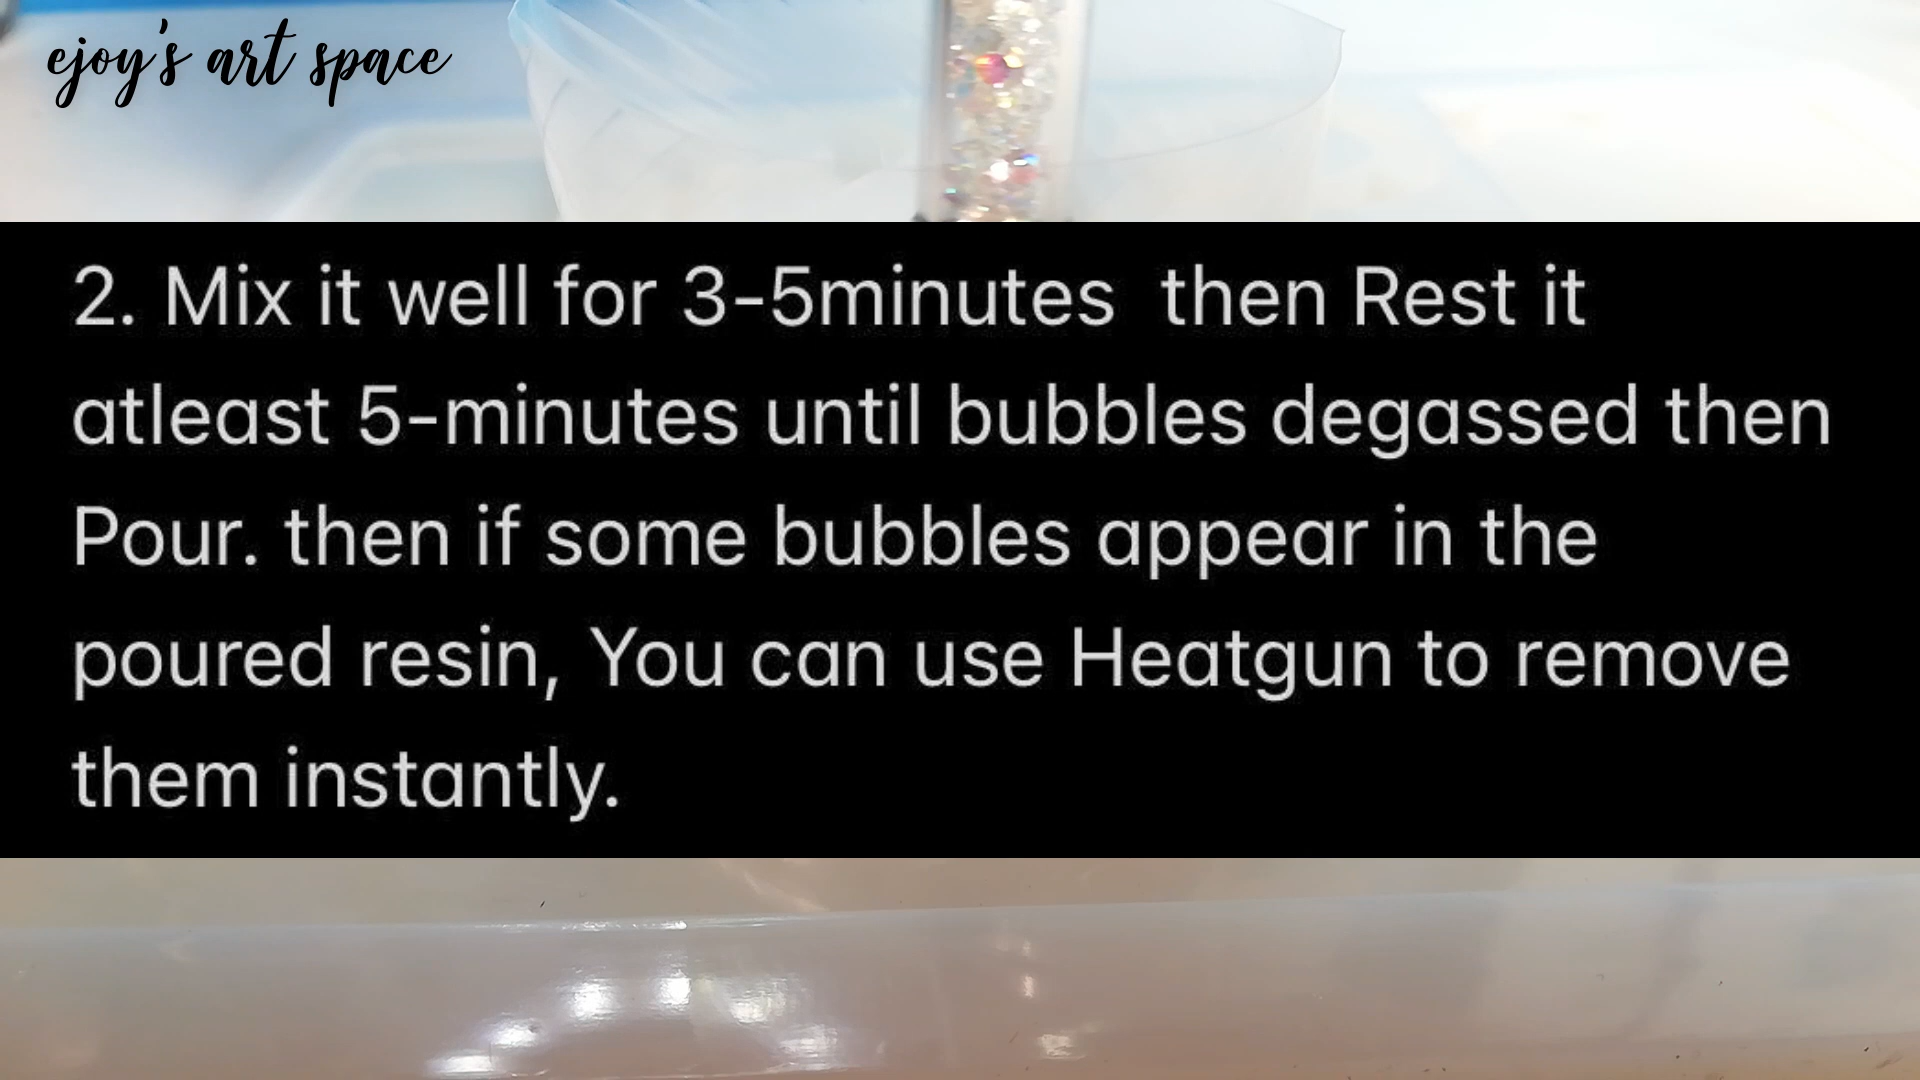 ejoy's art space
2. Mix it well for 3-5minutes  then Rest it
atleast 5-minutes until bubbles degassed then
Pour. then if some bubbles appear in the
poured resin, You can use Heatgun to remove
them instantly.